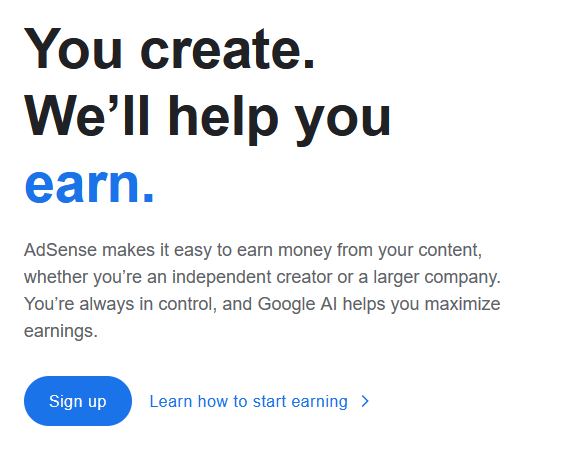 You create.
We’ll help you
earn.
AdSense makes it easy to earn money from your content,
whether you’re an independent creator or a larger company.
You’re always in control, and Google AI helps you maximize
earnings.
Sign up
Learn how to start earning